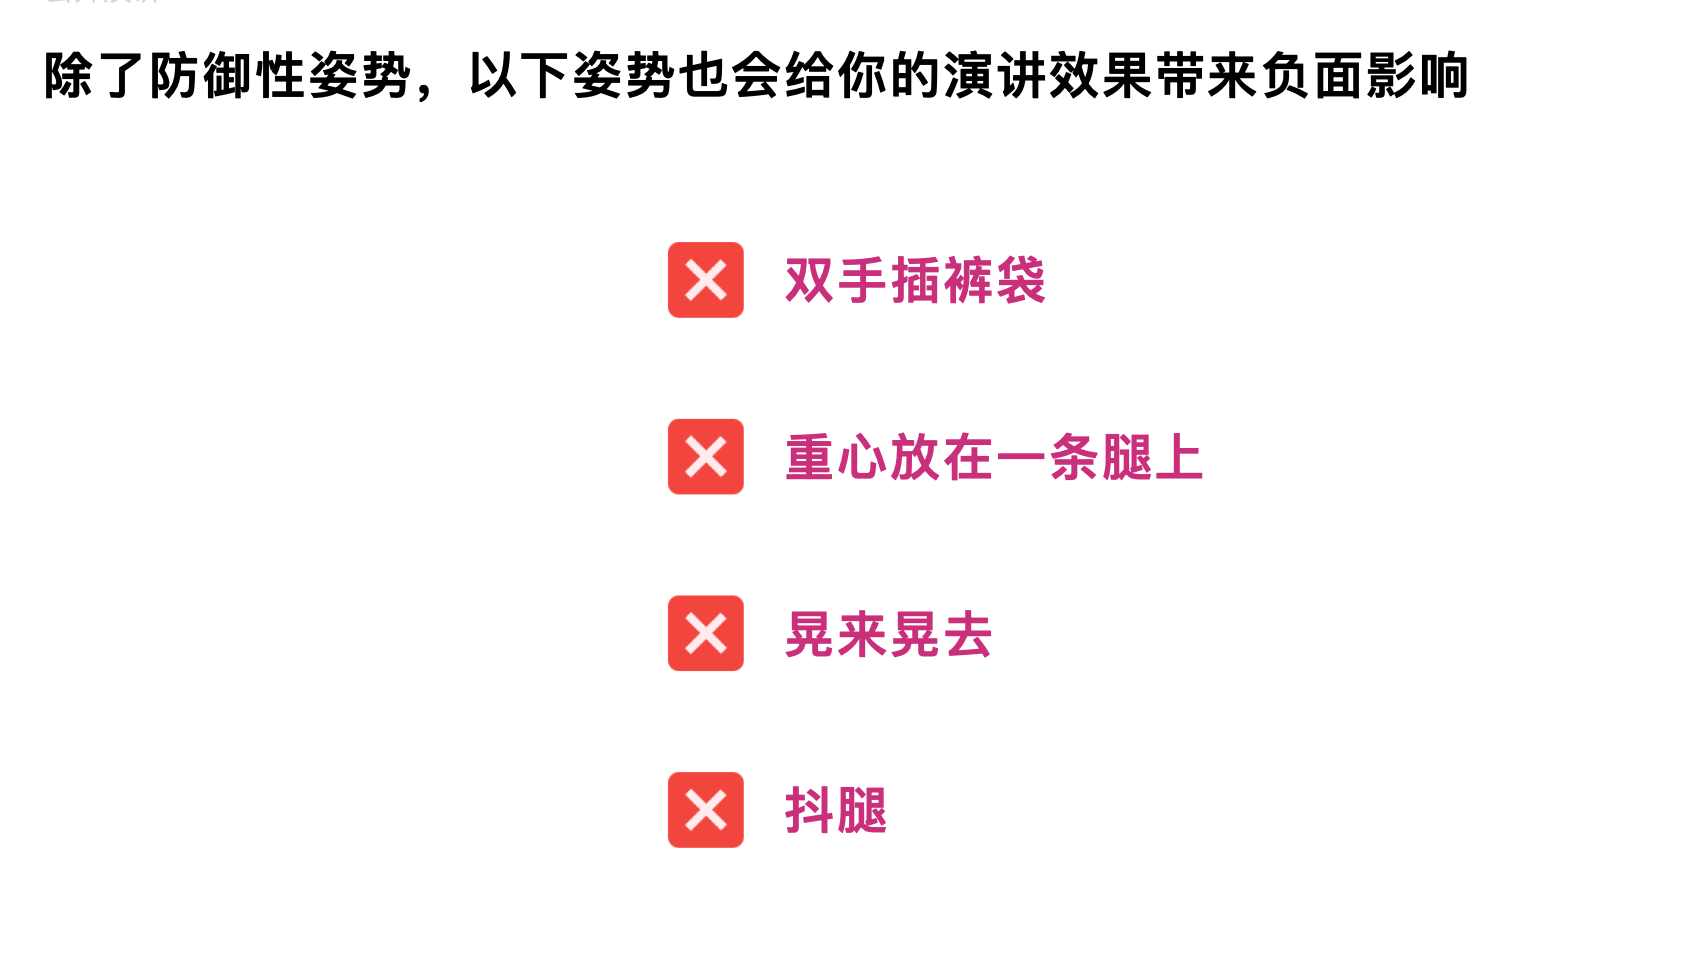 除了防御性姿势，以下姿势也会给你的演讲效果带来负面影响
双手插裤袋
重心放在一条腿上
晃来晃去
抖腿